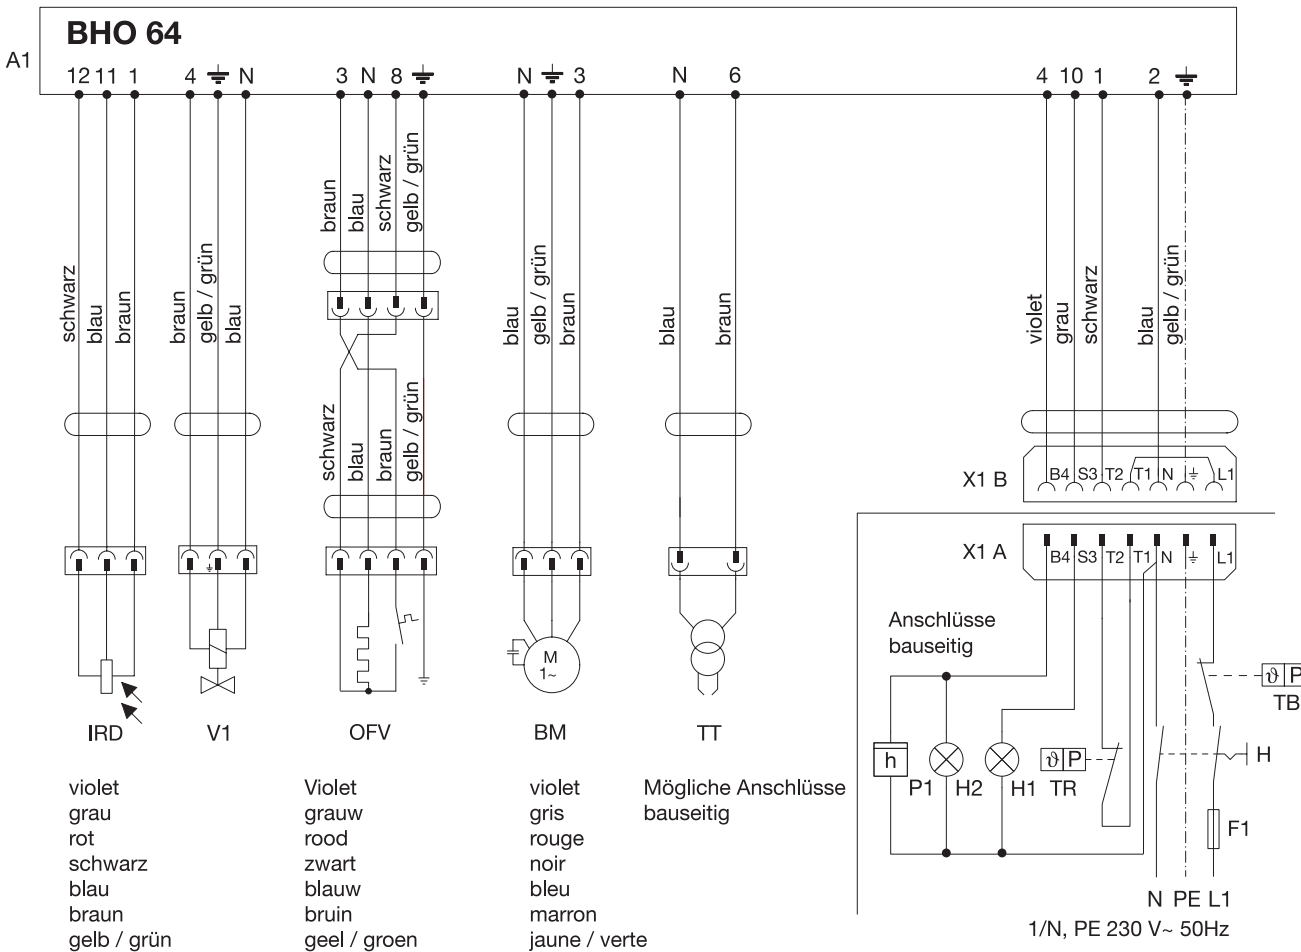 BHO 64
A1
12 11 1 4 N 3 N 8 N 3 N 6 4 10 1 2
schwarz
blau
braun
braun
gelb / grün
blau
braun
blau
schwarz
gelb / grün
schwarz
blau
braun
gelb / grün
blau
gelb / grün
braun
blau
braun
violet
grau
schwarz
blau
gelb / grün
X1 B
B4 S3 T2 T1 N L1
X1 A
B4 S3 T2 T1 N L1
Anschlüsse
bauseitig
M
1~
ϑ P
TB
IRD V1 OFV BM TT
h
P1 H2 H1
ϑ P
TR
H
F1
N PE L1
1/N, PE 230 V~ 50Hz
violet
grau
rot
schwarz
blau
braun
gelb / grün
Violet
grauw
rood
zwart
blauw
bruin
geel / groen
violet
gris
rouge
noir
bleu
marron
jaune / verte
Mögliche Anschlüsse
bauseitig